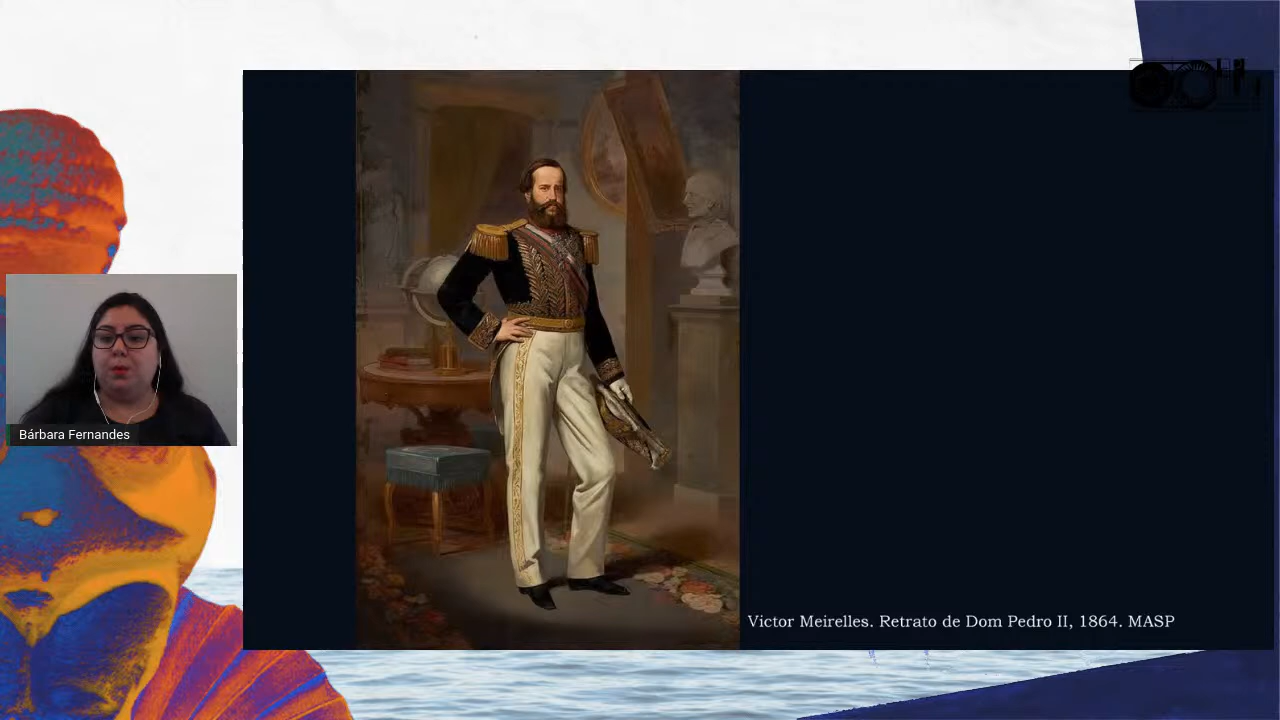 Bárbara Fernandes
Victor Meirelles. Retrato de Dom Pedro II, 1864. MASP